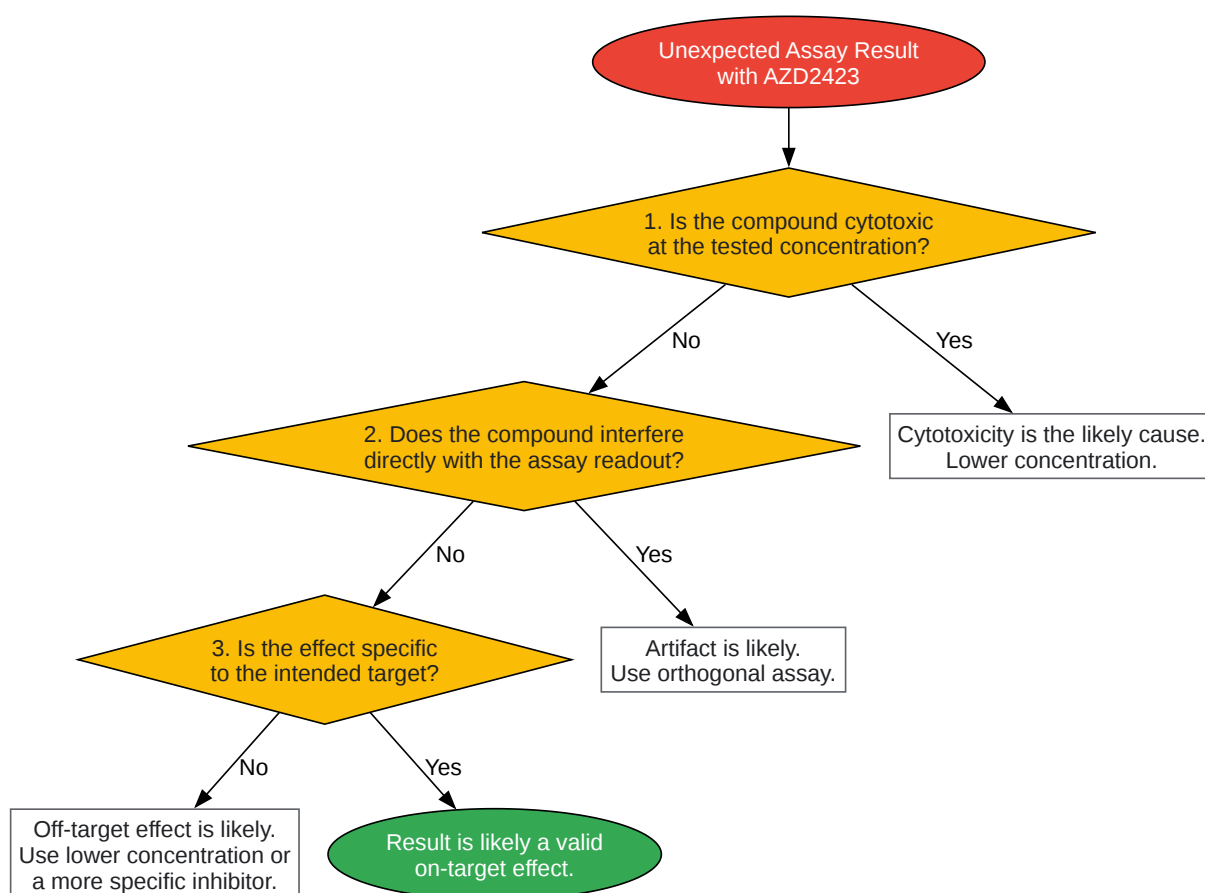 Unexpected Assay Result
with AZD2423
1. Is the compound cytotoxic
at the tested concentration?
No
Yes
2. Does the compound interfere
directly with the assay readout?
Cytotoxicity is the likely cause.
Lower concentration.
No
Yes
3. Is the effect specific
to the intended target?
Artifact is likely.
Use orthogonal assay.
No
Yes
Off-target effect is likely.
Use lower concentration or
a more specific inhibitor.
Result is likely a valid
on-target effect.